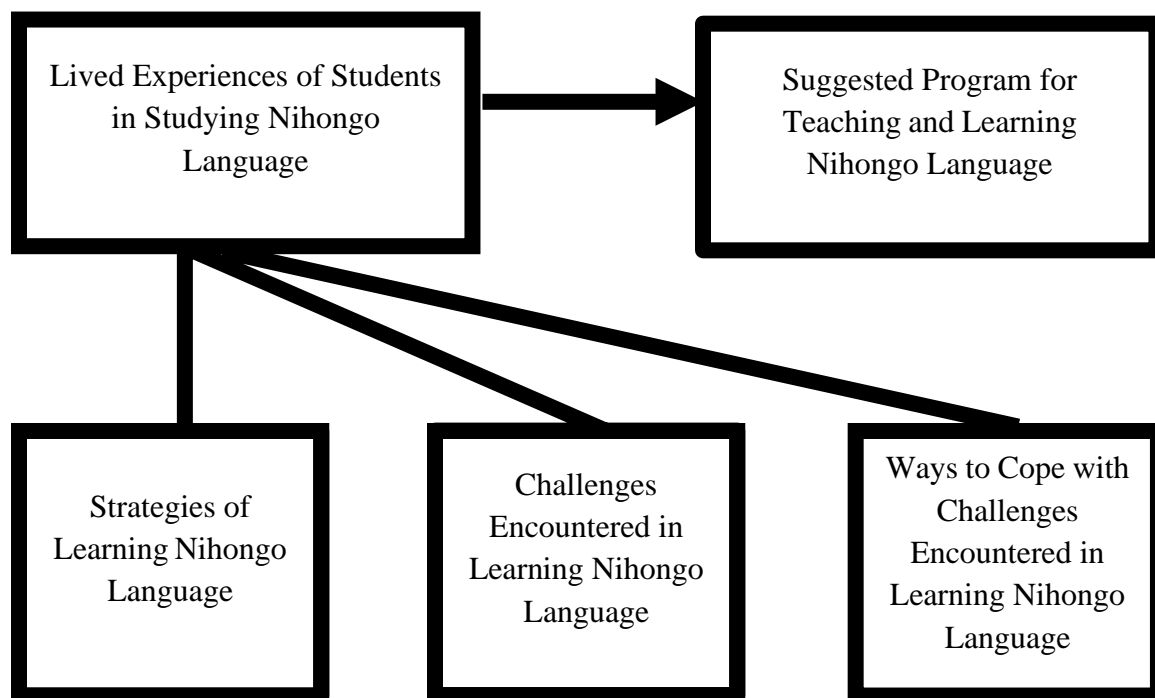 Lived Experiences of Students
in Studying Nihongo
Language
Suggested Program for
Teaching and Learning
Nihongo Language
Strategies of
Learning Nihongo
Language
Challenges
Encountered in
Learning Nihongo
Language
Ways to Cope with
Challenges
Encountered in
Learning Nihongo
Language